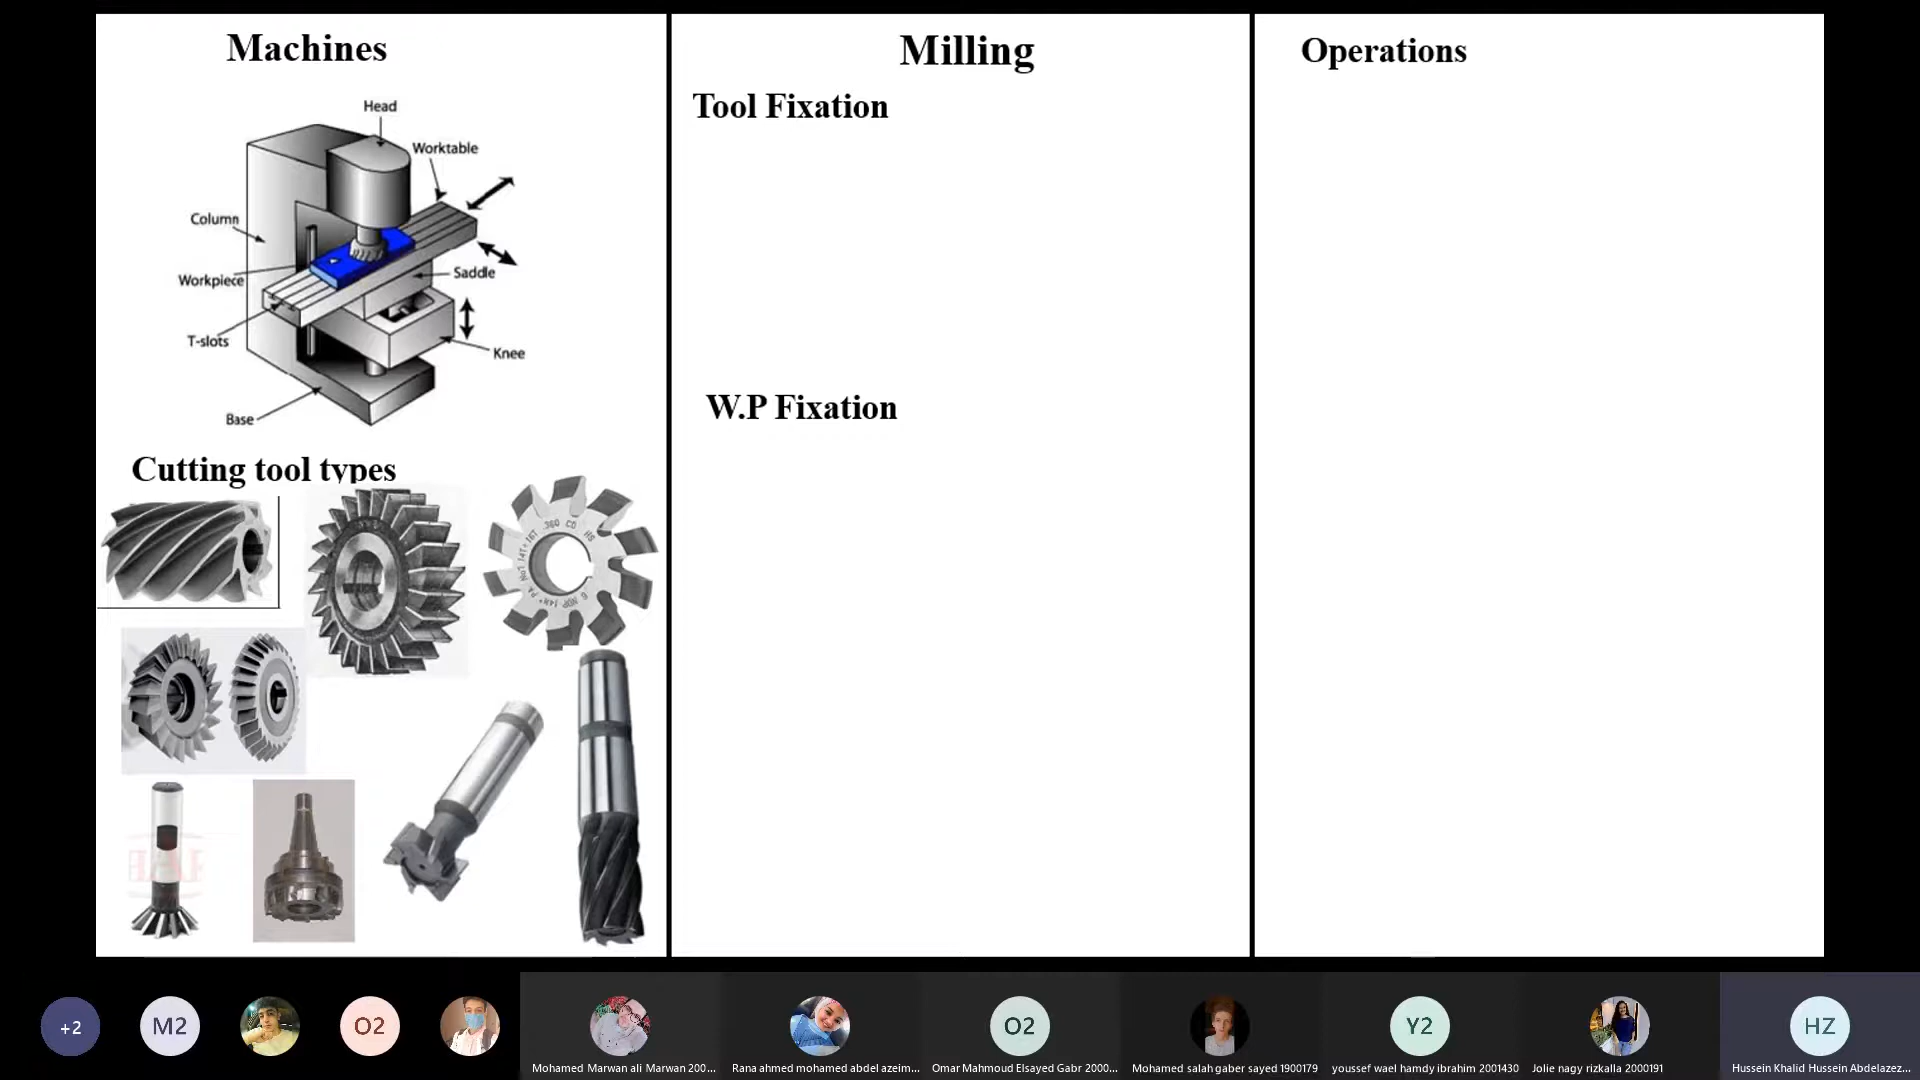 Machines
Head
Worktable
Column
Workpiece
Saddle
T-slots
Knee
Base
Cutting tool types
Milling
Tool Fixation
W.P Fixation
Operations
+2
M2
O2
O2
Y2
HZ
Mohamed Marwan ali Marwan 200...
Rana ahmed mohamed abdel azeim...
Omar Mahmoud Elsayed Gabr 2000...
Mohamed salah gaber sayed 1900179
youssef wael hamdy ibrahim 2001430
Jolie nagy rizkalla 2000191
Hussein Khalid Hussein Abdelazez...